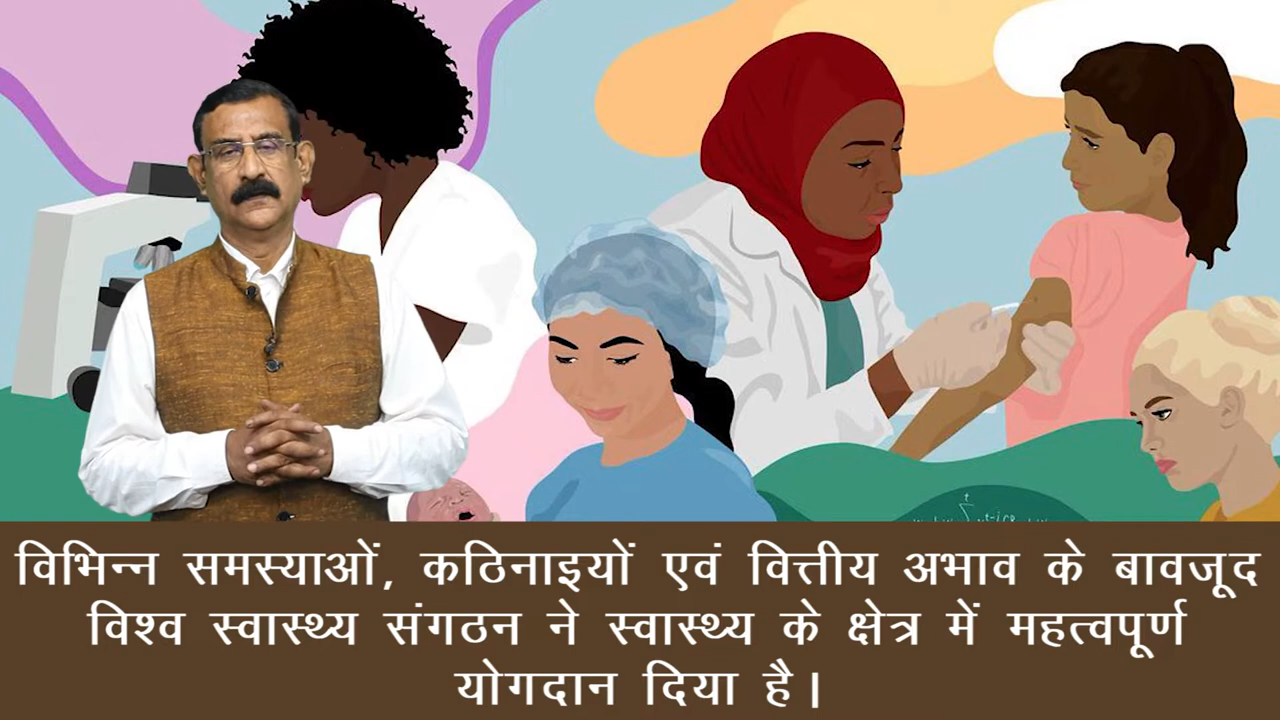 विभिन्न समस्याओं, कठिनाइयों एवं वित्तीय अभाव के बावजूद
विश्व स्वास्थ्य संगठन ने स्वास्थ्य के क्षेत्र में महत्वपूर्ण
योगदान दिया है।